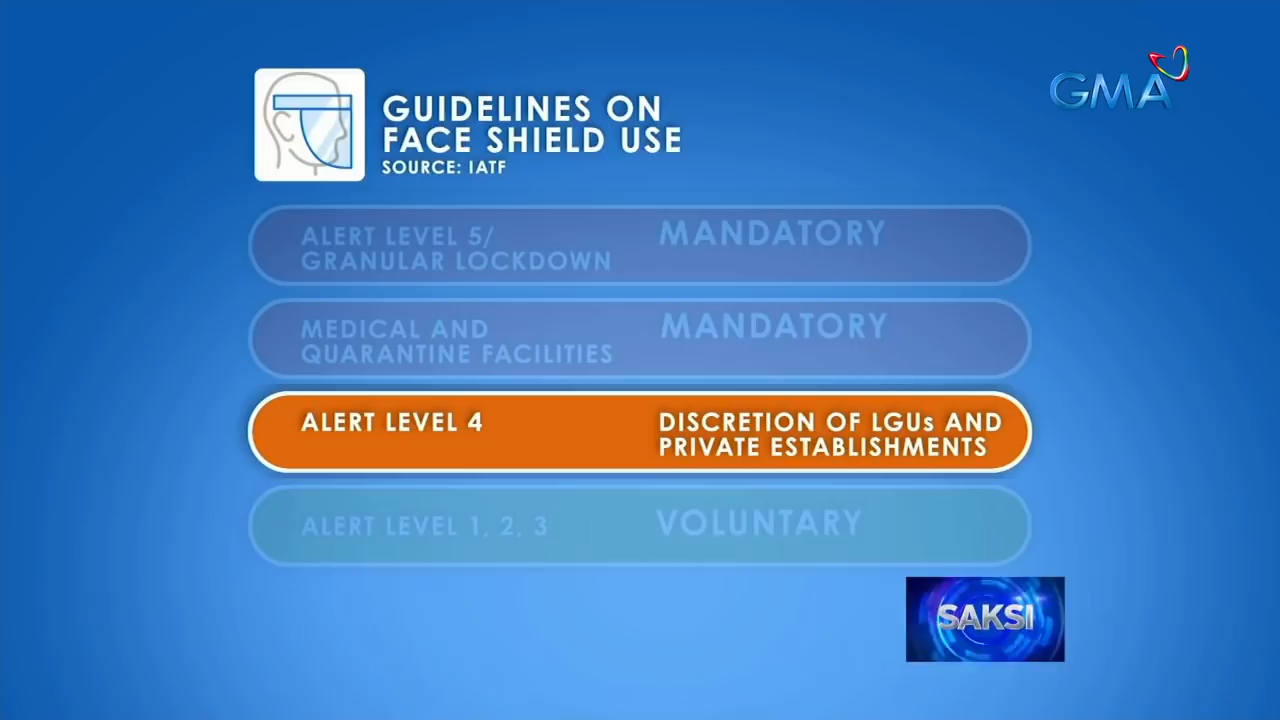 GMA
GUIDELINES ON
FACE SHIELD USE
SOURCE: IATF
ALERT LEVEL 5/
GRANULAR LOCKDOWN
MANDATORY
MEDICAL AND
QUARANTINE FACILITIES
MANDATORY
ALERT LEVEL 4
DISCRETION OF LGUs AND
PRIVATE ESTABLISHMENTS
ALERT LEVEL 1, 2, 3
VOLUNTARY
SAKSI